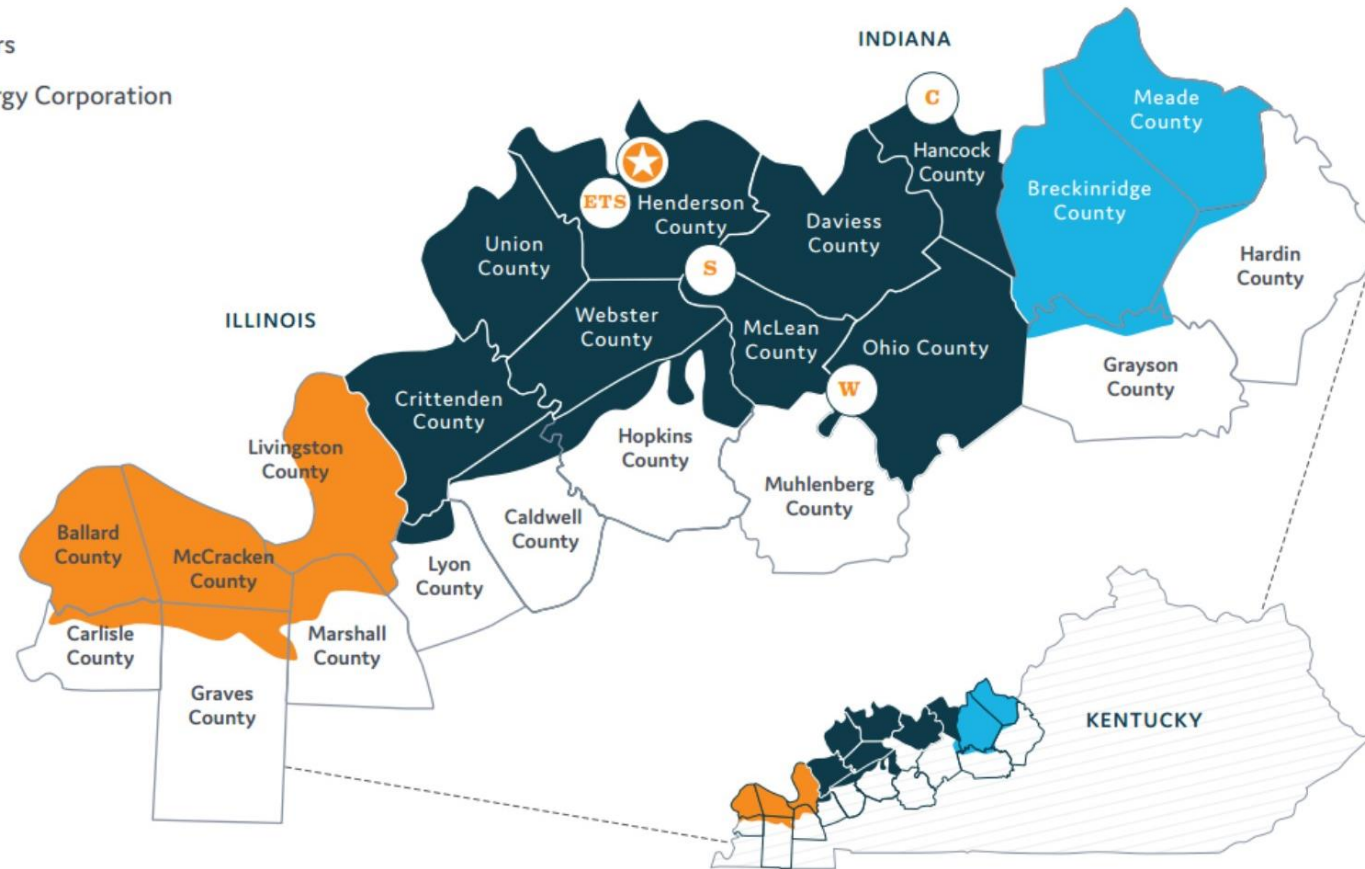 rs
rgy Corporation
INDIANA
C
Meade
County
Hancock
County
Breckinridge
County
ETS
Henderson
County
Daviess
County
Union
County
Hardin
County
S
ILLINOIS
Webster
County
McLean
County
Ohio County
Grayson
County
W
Crittenden
County
Livingston
County
Hopkins
County
Muhlenberg
County
Ballard
County
McCracken
County
Caldwell
County
Lyon
County
Carlisle
County
Marshall
County
Graves
County
KENTUCKY